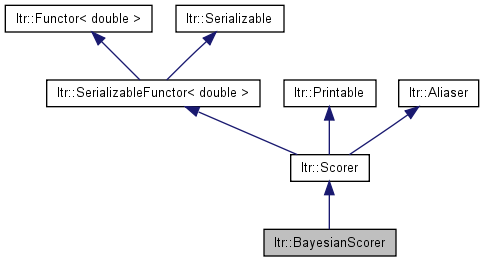 ltr::Functor< double >
ltr::Serializable
ltr::SerializableFunctor< double >
ltr::Printable
ltr::Aliaser
ltr::Scorer
ltr::BayesianScorer